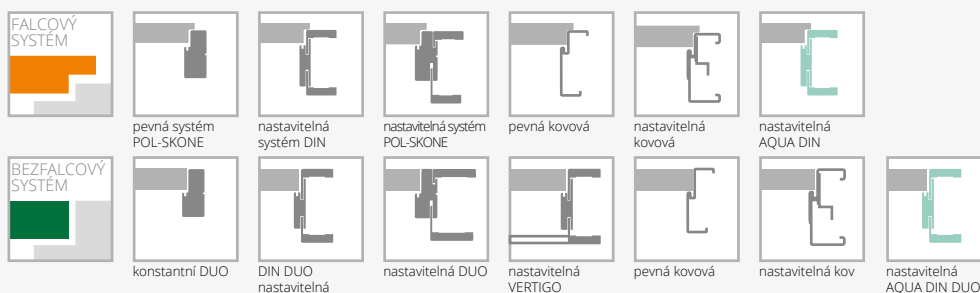 FALCOVÝ
SYSTÉM
pevná systém
POL-SKONE
nastavitelná
systém DIN
nastavitelná systém
POL-SKONE
pevná kovová
nastavitelná
kovová
nastavitelná
AQUA DIN
BEZFALCOVÝ
SYSTÉM
konstantní DUO
DIN DUO
nastavitelná
nastavitelná DUO
nastavitelná
VERTIGO
pevná kovová
nastavitelná kov
nastavitelná
AQUA DIN DUO